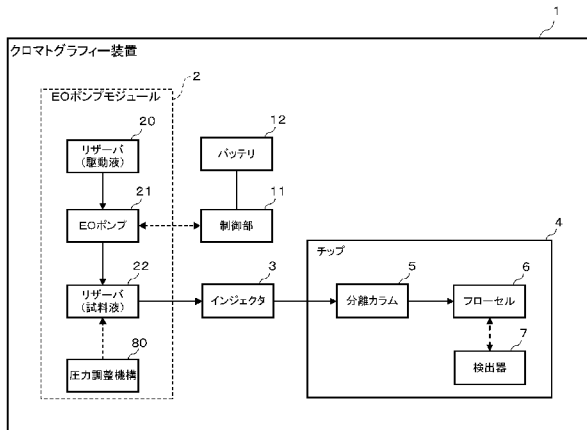 1
クロマトグラフィー装置
2
EOポンプモジュール
20
リザーバ
(駆動液)
12
バッテリ
21
EOポンプ
11
制御部
4
チップ
22
リザーバ
(試料液)
3
インジェクタ
5
分離カラム
6
フローセル
7
検出器
80
圧力調整機構